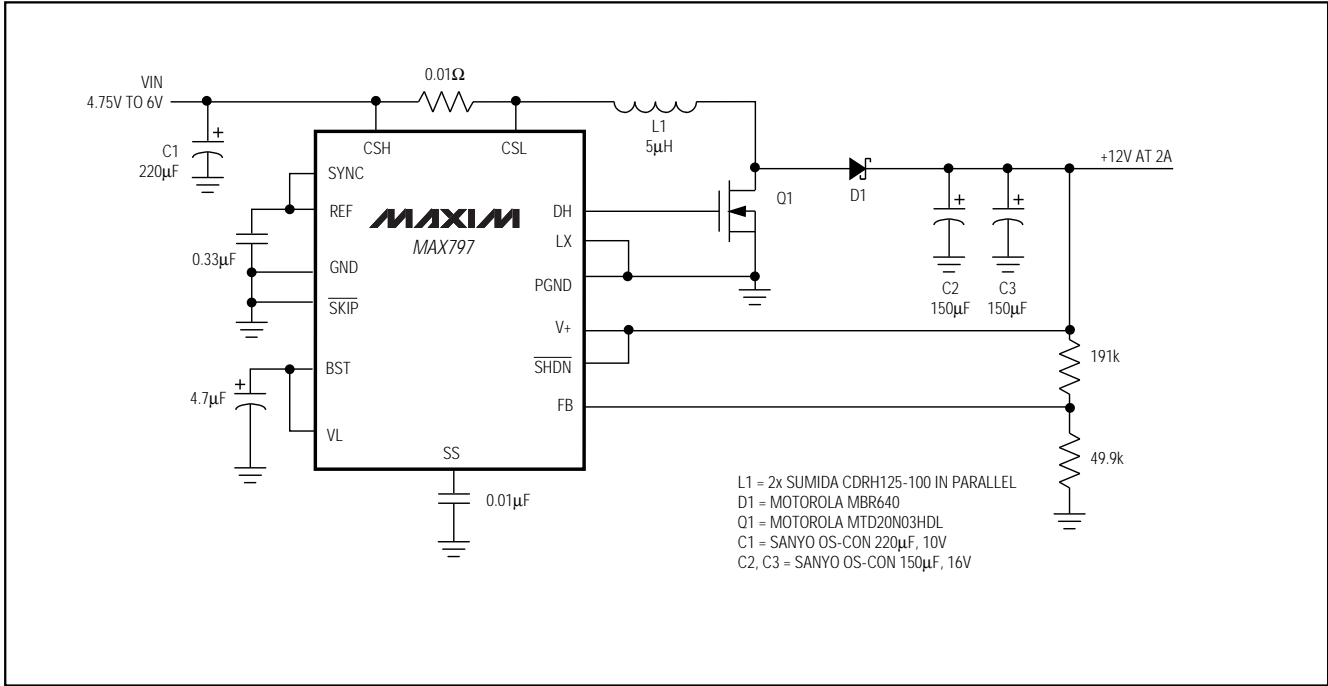 VIN
4.75V TO 6V
0.01Ω
L1
5µH
C1
220µF
+
CSH
CSL
SYNC
REF
MAXIM
MAX797
DH
LX
PGND
Q1
D1
+12V AT 2A
+
+
C2
150µF
C3
150µF
0.33µF
GND
SKIP
V+
SHDN
191k
BST
4.7µF
+
FB
VL
49.9k
SS
0.01µF
L1 = 2x SUMIDA CDRH125-100 IN PARALLEL
D1 = MOTOROLA MBR640
Q1 = MOTOROLA MTD20N03HDL
C1 = SANYO OS-CON 220µF, 10V
C2, C3 = SANYO OS-CON 150µF, 16V